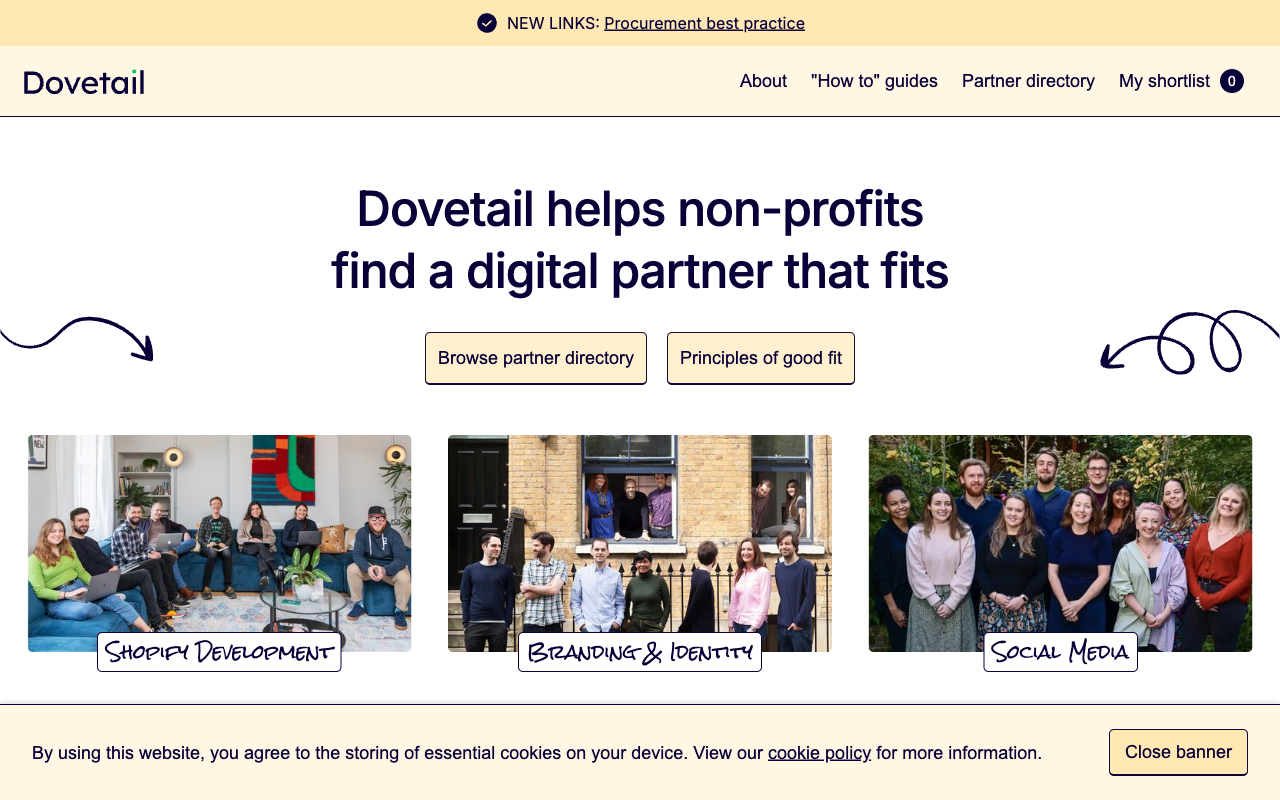 NEW LINKS: Procurement best practice
Dovetail
About
"How to" guides
Partner directory
My shortlist 0
Dovetail helps non-profits
find a digital partner that fits
Browse partner directory
Principles of good fit
NEW
Shopify Development
Branding & Identity
Social Media
By using this website, you agree to the storing of essential cookies on your device. View our cookie policy for more information.
Close banner